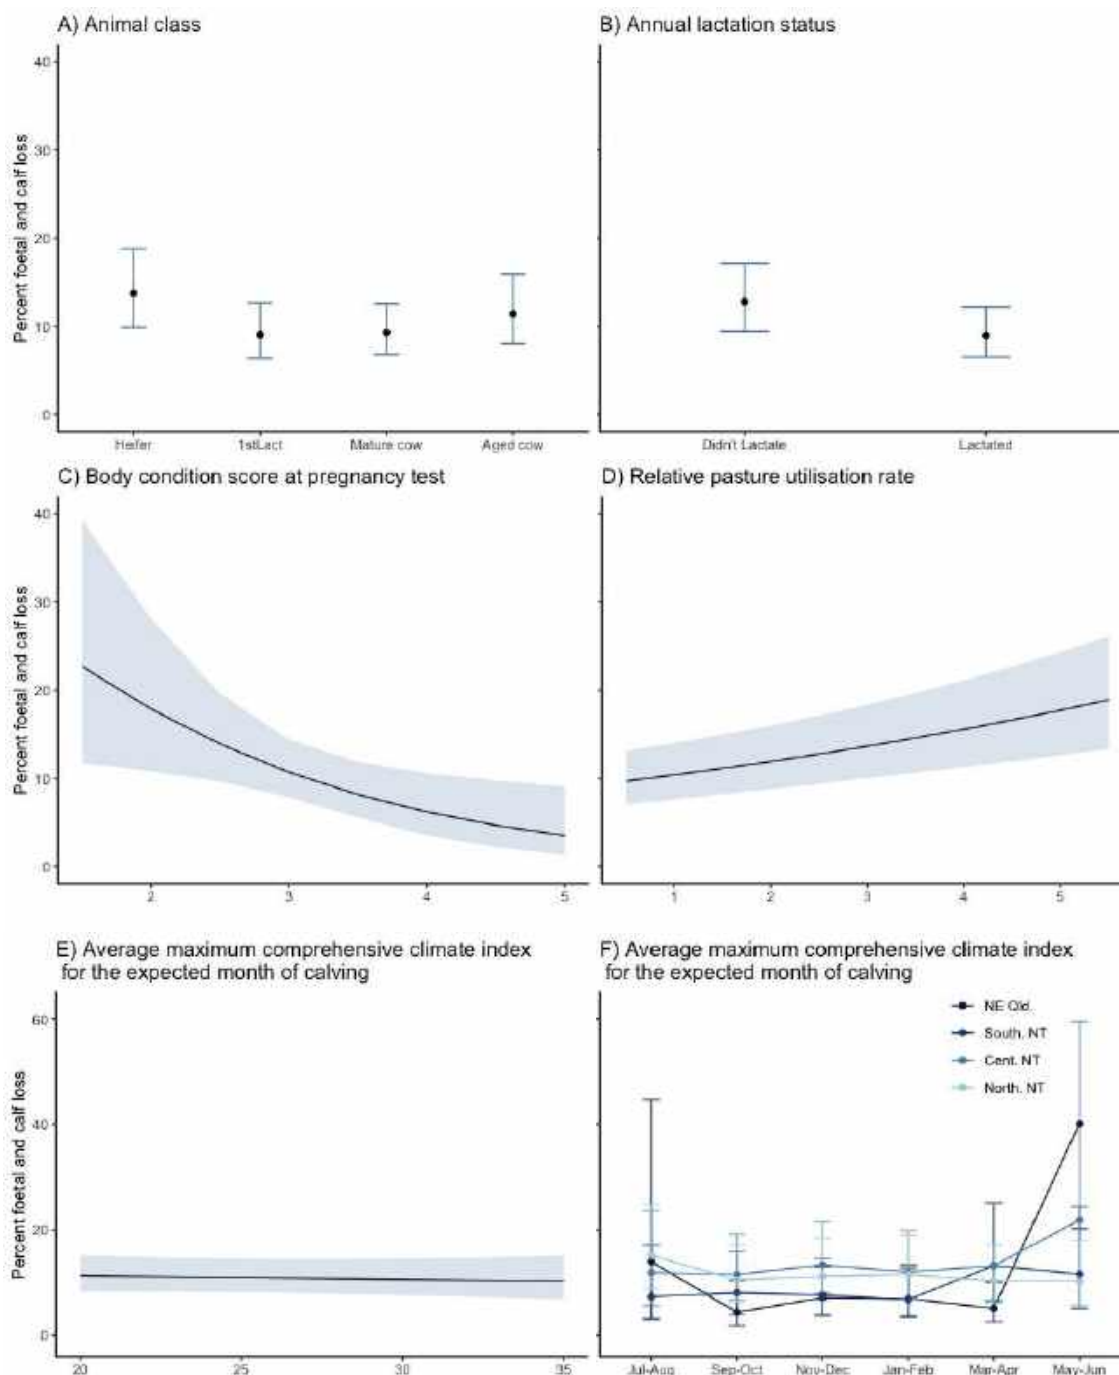 A) Animal class
B) Annual lactation status
Percent foetal and calf loss
40
30
20
10
0
Heifer 1stLact Mature cow Aged cow
Didn't Lactate Lactated
C) Body condition score at pregnancy test
D) Relative pasture utilisation rate
Percent foetal and calf loss
40
30
20
10
0
2 3 4 5
1 2 3 4 5
E) Average maximum comprehensive climate index
for the expected month of calving
F) Average maximum comprehensive climate index
for the expected month of calving
Percent foetal and calf loss
60
40
20
0
20 25 30 35
NE Qld.
South. NT
Cent. NT
North. NT
Jul-Aug Sep-Oct Nov-Dec Jan-Feb Mar-Apr May-Jun